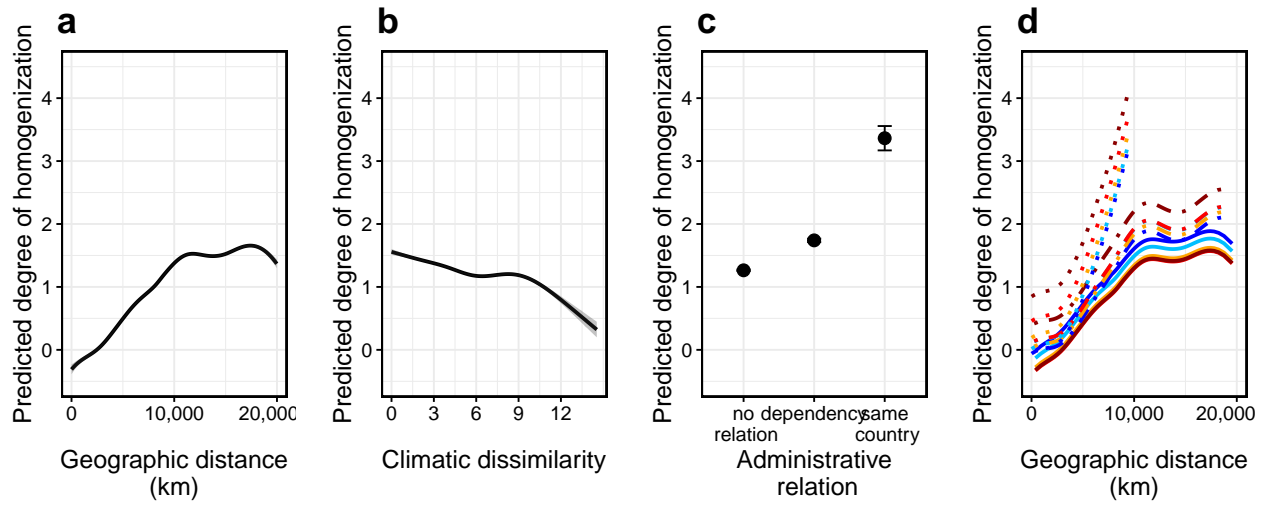 a
Predicted degree of homogenization
4
3
2
1
0
0
10,000
20,000
Geographic distance
(km)
b
Predicted degree of homogenization
4
3
2
1
0
0
3
6
9
12
Climatic dissimilarity
c
Predicted degree of homogenization
4
3
2
1
0
no
relation
dependency
same
country
Administrative
relation
d
Predicted degree of homogenization
4
3
2
1
0
0
10,000
20,000
Geographic distance
(km)